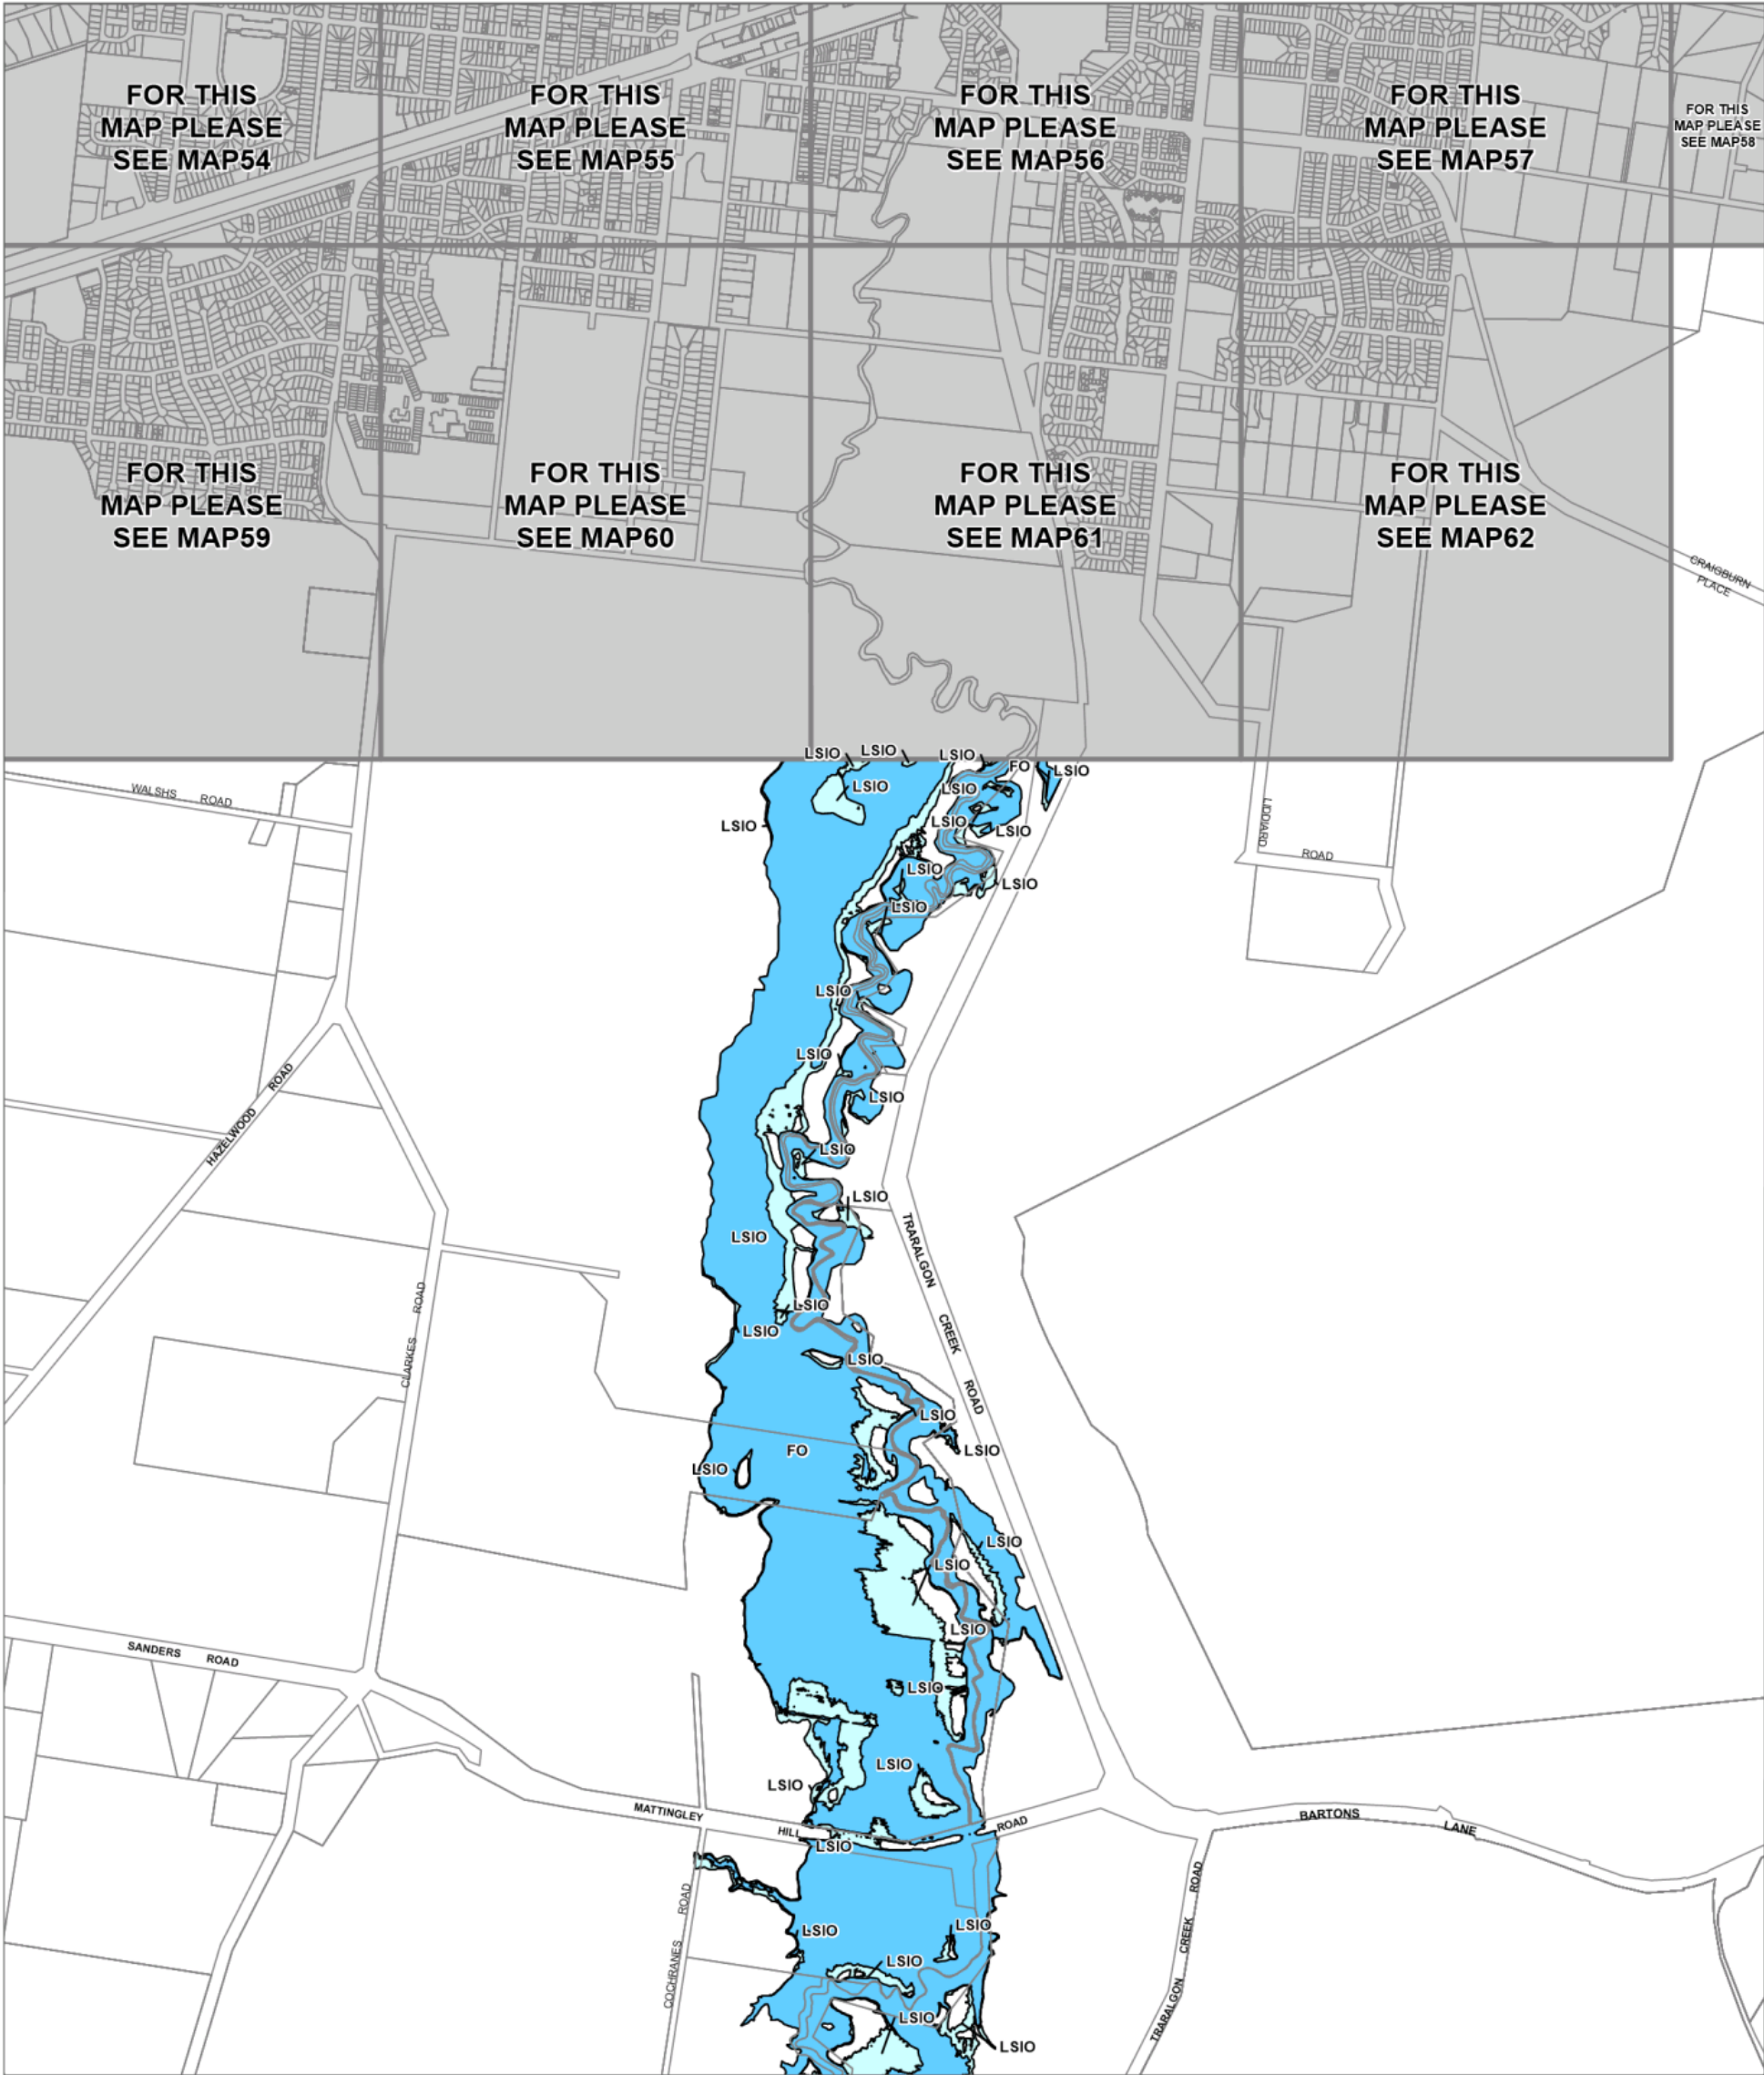 FOR THIS
MAP PLEASE
SEE MAP54
FOR THIS
MAP PLEASE
SEE MAP55
FOR THIS
MAP PLEASE
SEE MAP56
FOR THIS
MAP PLEASE
SEE MAP57
FOR THIS
MAP PLEASE
SEE MAP58
FOR THIS
MAP PLEASE
SEE MAP59
FOR THIS
MAP PLEASE
SEE MAP60
FOR THIS
MAP PLEASE
SEE MAP61
FOR THIS
MAP PLEASE
SEE MAP62
CRAIGBURN
PLACE
LSIO
LSIO
LSIO
FO
LSIO
LSIO
LSIO
WALSHS ROAD
LSIO
LSIO
LSIO
LIDDIARD
ROAD
LSIO
LSIO
LSIO
LSIO
LSIO
HAZELWOOD ROAD
LSIO
LSIO
LSIO
LSIO
TRARALGON CREEK ROAD
CLARKES ROAD
LSIO
LSIO
LSIO
LSIO
FO
LSIO
LSIO
LSIO
LSIO
LSIO
SANDERS ROAD
LSIO
LSIO
LSIO
MATTINGLEY HILL ROAD
LSIO
BARTONS LANE
COCHRANES ROAD
TRARALGON CREEK ROAD
LSIO
LSIO
LSIO
LSIO
LSIO